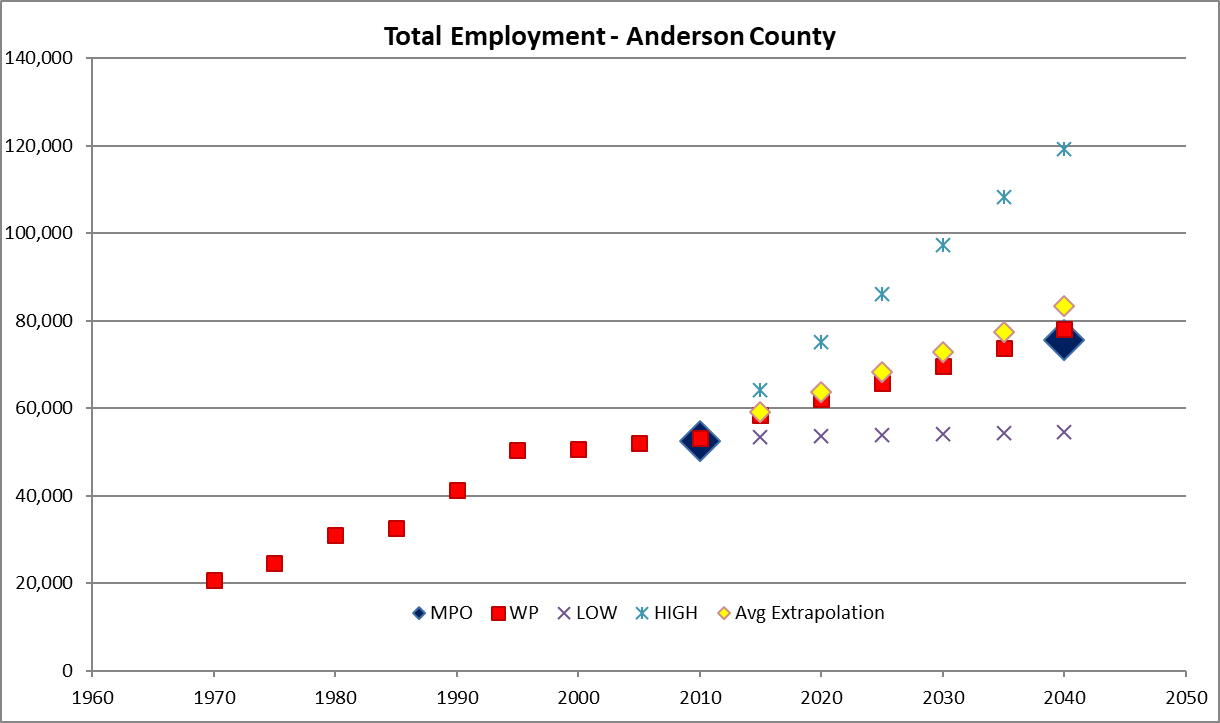 Total Employment - Anderson County
140,000
120,000
100,000
80,000
60,000
40,000
20,000
0
MPO WP LOW HIGH Avg Extrapolation
1960 1970 1980 1990 2000 2010 2020 2030 2040 2050